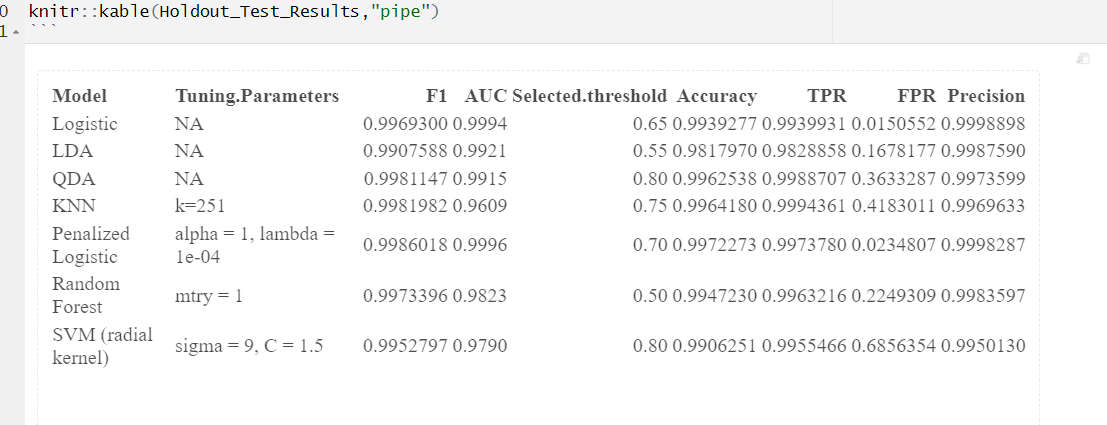 0 knitr::kable(Holdout_Test_Results,"pipe")
1 ```
Model Tuning.Parameters F1 AUC Selected.threshold Accuracy TPR FPR Precision
Logistic NA 0.9969300 0.9994 0.65 0.9939277 0.9939931 0.0150552 0.9998898
LDA NA 0.9907588 0.9921 0.55 0.9817970 0.9828858 0.1678177 0.9987590
QDA NA 0.9981147 0.9915 0.80 0.9962538 0.9988707 0.3633287 0.9973599
KNN k=251 0.9981982 0.9609 0.75 0.9964180 0.9994361 0.4183011 0.9969633
Penalized alpha = 1, lambda =
Logistic 1e-04 0.9986018 0.9996 0.70 0.9972273 0.9973780 0.0234807 0.9998287
Random
Forest mtry = 1 0.9973396 0.9823 0.50 0.9947230 0.9963216 0.2249309 0.9983597
SVM (radial
kernel) sigma = 9, C = 1.5 0.9952797 0.9790 0.80 0.9906251 0.9955466 0.6856354 0.9950130